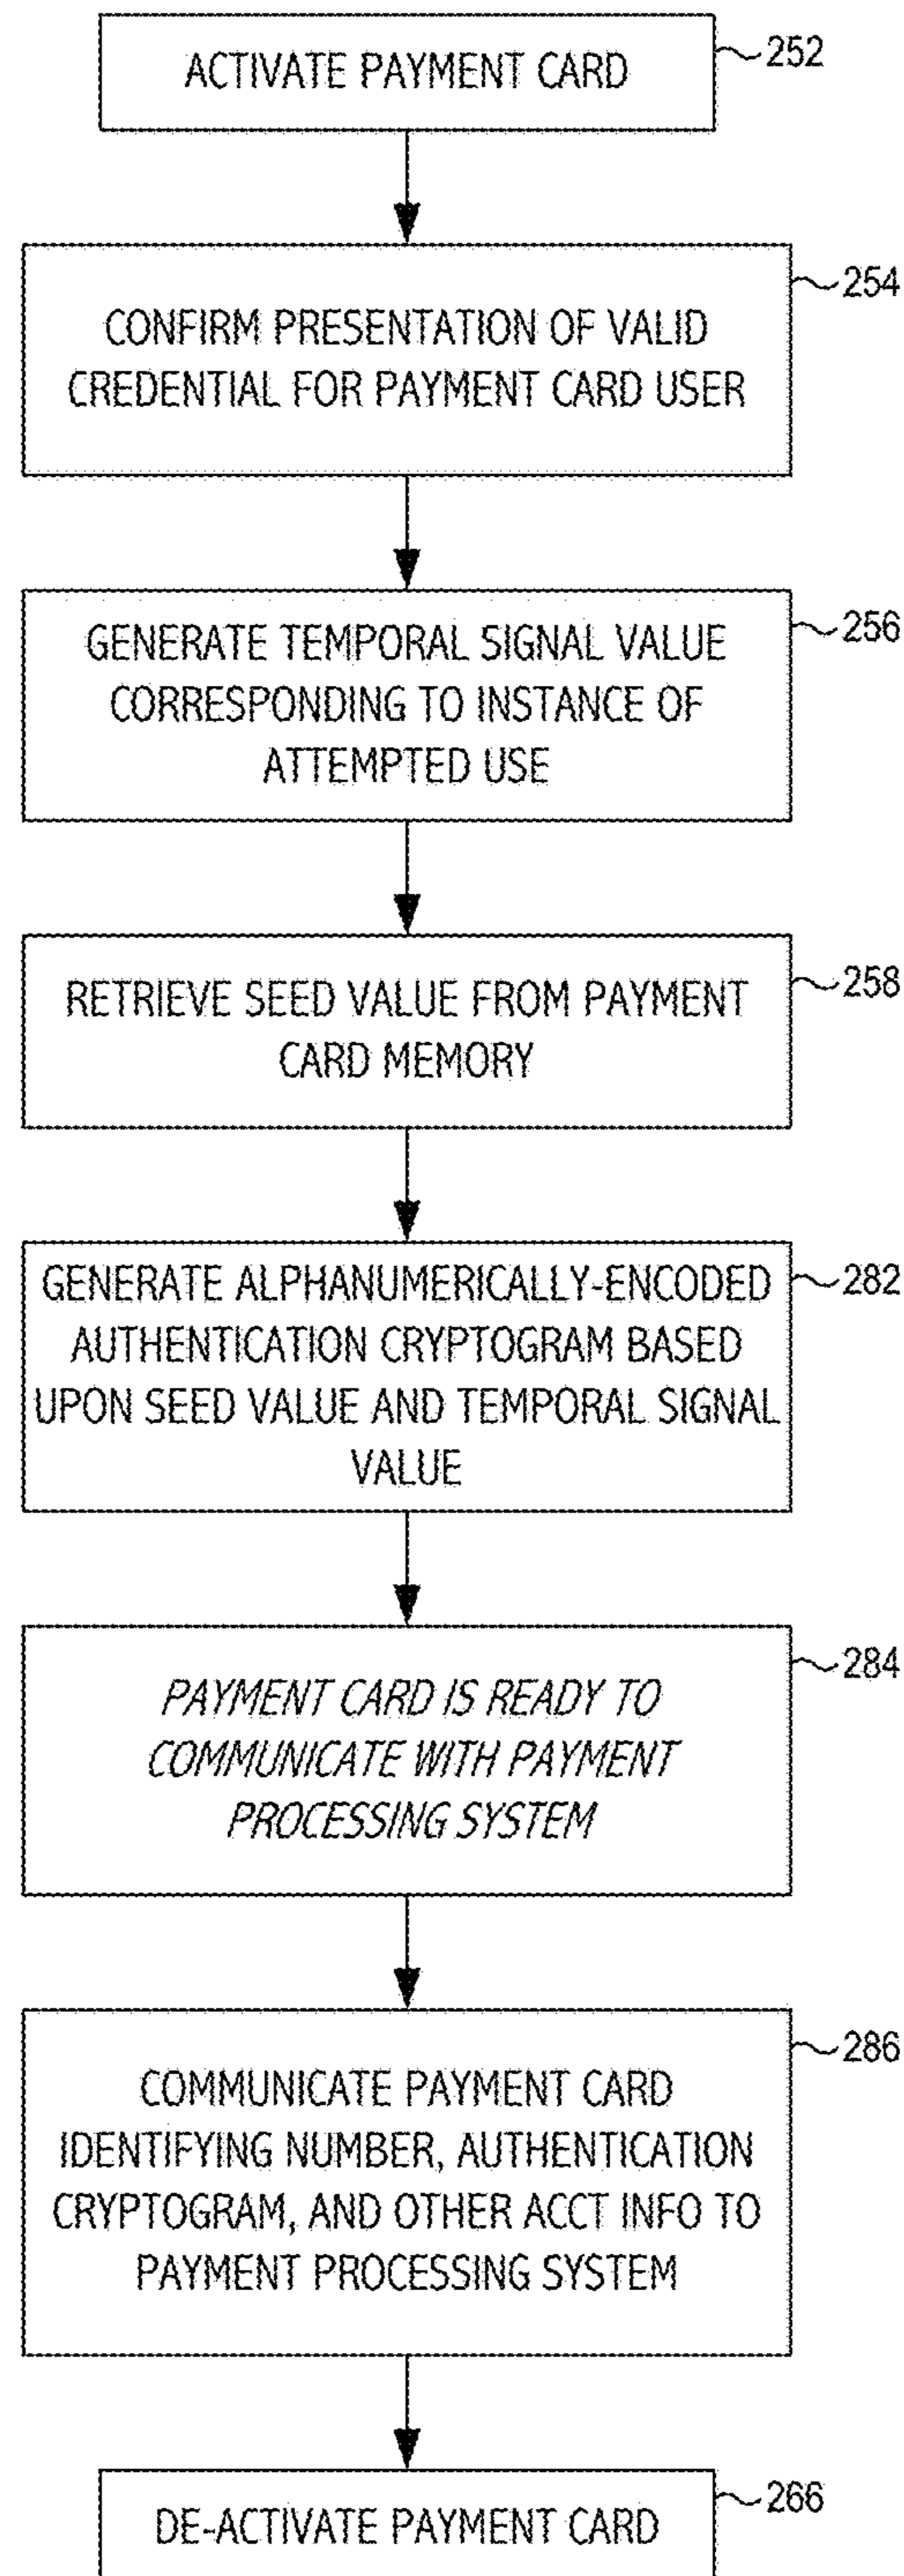 ACTIVATE PAYMENT CARD
252
CONFIRM PRESENTATION OF VALID
CREDENTIAL FOR PAYMENT CARD USER
254
GENERATE TEMPORAL SIGNAL VALUE
CORRESPONDING TO INSTANCE OF
ATTEMPTED USE
256
RETRIEVE SEED VALUE FROM PAYMENT
CARD MEMORY
258
GENERATE ALPHANUMERICALLY-ENCODED
AUTHENTICATION CRYPTOGRAM BASED
UPON SEED VALUE AND TEMPORAL SIGNAL
VALUE
282
PAYMENT CARD IS READY TO
COMMUNICATE WITH PAYMENT
PROCESSING SYSTEM
284
COMMUNICATE PAYMENT CARD
IDENTIFYING NUMBER, AUTHENTICATION
CRYPTOGRAM, AND OTHER ACCT INFO TO
PAYMENT PROCESSING SYSTEM
286
DE-ACTIVATE PAYMENT CARD
266